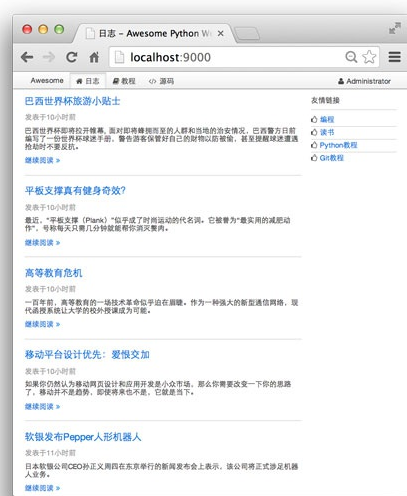 日志 - Awesome Python W
localhost:9000
Awesome 日志 教程 源码 Administrator
巴西世界杯旅游小贴士
发表于10小时前
巴西世界杯即将拉开帷幕,面对即将蜂拥而至的人群和当地的治安情况,巴西警方日前
编写了一份世界杯球迷手册,警告游客保管好自己的财物以防被偷,甚至提醒球迷遭遇
抢劫时不要反抗。
继续阅读 »
平板支撑真有健身奇效?
发表于10小时前
最近,“平板支撑(Plank)”似乎成了时尚运动的代名词。它被誉为“最实用的减肥动
作”,号称每天只需几分钟就能帮你消灭赘肉。
继续阅读 »
高等教育危机
发表于10小时前
一百年前,高等教育的一场技术革命似乎迫在眉睫。作为一种强大的新型通信网络,现
代函授系统让大学的校外授课成为可能。
继续阅读 »
移动平台设计优先:爱恨交加
发表于10小时前
如果你仍然认为移动网页设计和应用开发是小众市场,那么你需要改变一下你的思路
了,移动并不是趋势,即使将来也不是,它就是当下。
继续阅读 »
软银发布Pepper人形机器人
发表于11小时前
日本软银公司CEO孙正义周四在东京举行的新闻发布会上表示,该公司将正式涉足机器
人业务。
继续阅读 »
友情链接
编程
读书
Python教程
Git教程